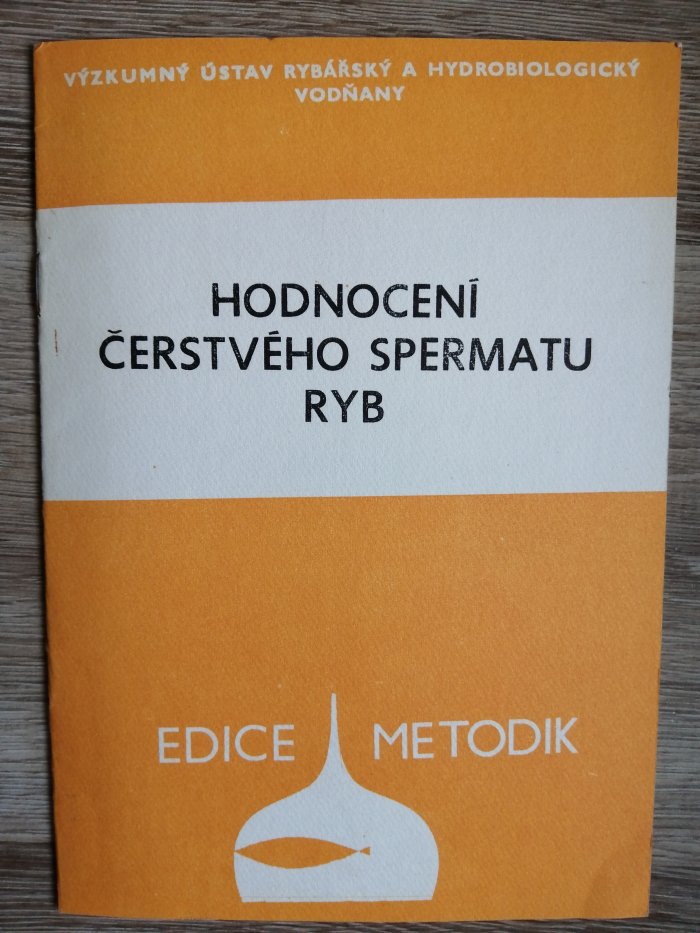 VÝZKUMNÝ ÚSTAV RYBÁŘSKÝ A HYDROBIOLOGICKÝ
VODŇANY
HODNOCENÍ
ČERSTVÉHO SPERMATU
RYB
EDICE METODIK